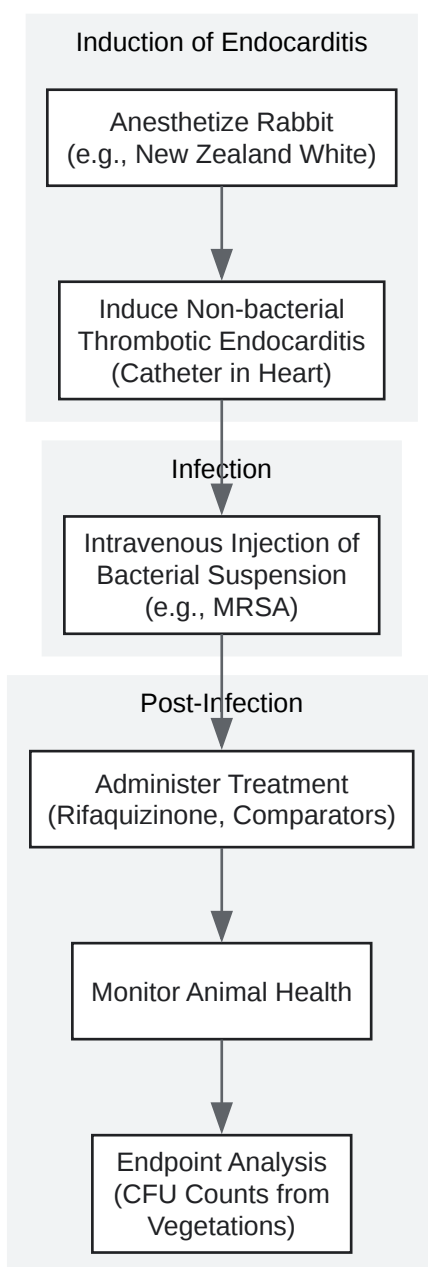 Induction of Endocarditis
Anesthetize Rabbit
(e.g., New Zealand White)
Induce Non-bacterial
Thrombotic Endocarditis
(Catheter in Heart)
Infection
Intravenous Injection of
Bacterial Suspension
(e.g., MRSA)
Post-Infection
Administer Treatment
(Rifaquizinone, Comparators)
Monitor Animal Health
Endpoint Analysis
(CFU Counts from
Vegetations)